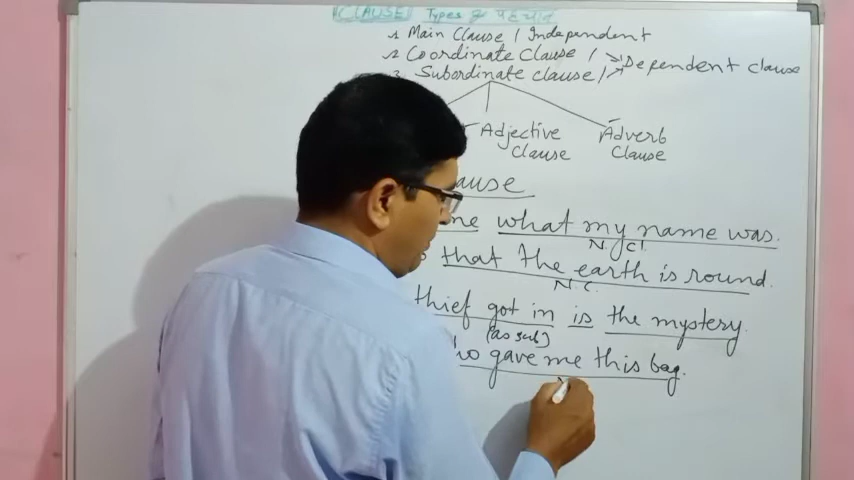 CLAUSE Types of
1. Main Clause / Independent
2. Coordinate Clause /
3. Subordinate clause /
Dependent clause
Adjective Clause
Adverb Clause
ause
me what my name was.
N. Cl.
that the earth is round.
N. C.
thief got in is the mystery.
(as sub)
ho gave me this bag.